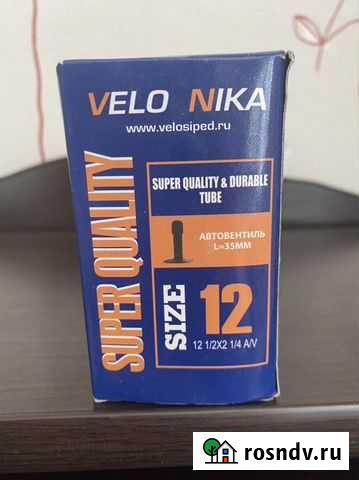 VELO NIKA
www.velosiped.ru
SUPER QUALITY
SUPER QUALITY & DURABLE
TUBE
АВТОВЕНТИЛЬ
L=35ММ
SIZE
12
12 1/2X2 1/4 A/V
rosndv.ru